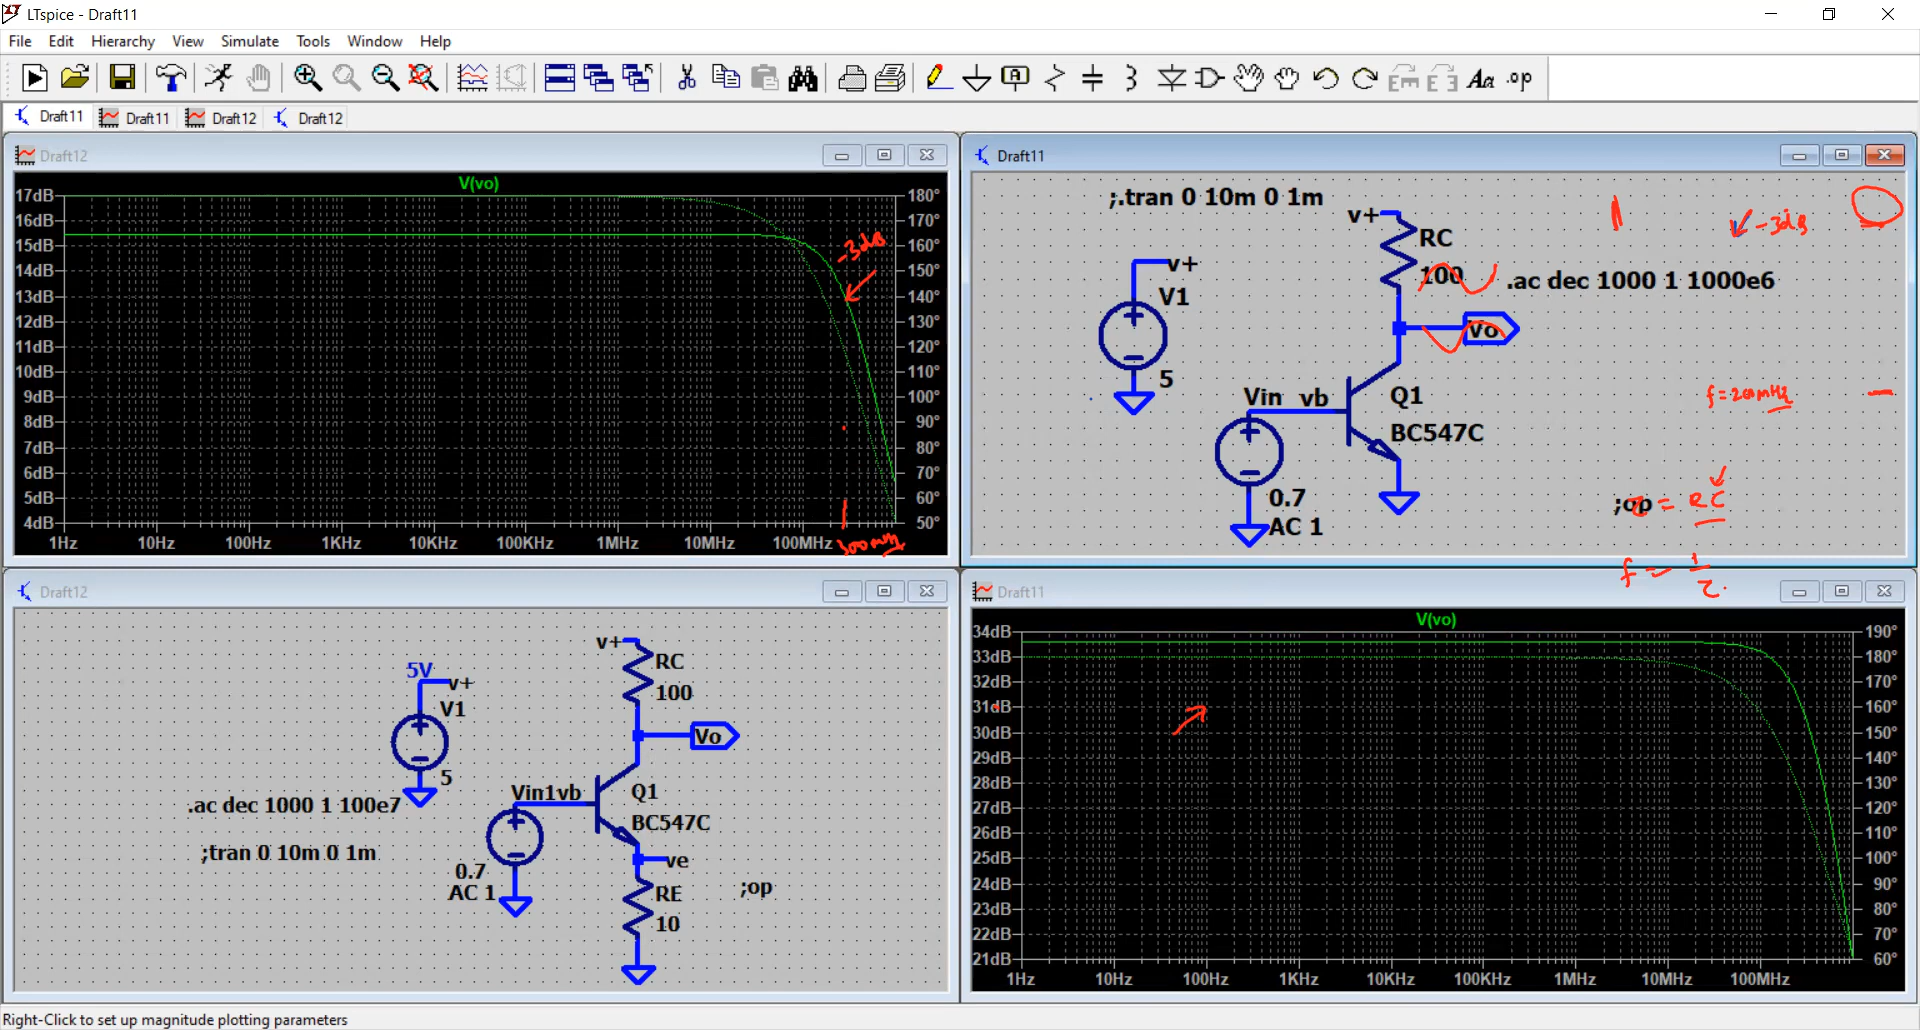 LTspice - Draft11
File Edit Hierarchy View Simulate Tools Window Help
Aa .op
Draft11 Draft11 Draft12 Draft12
Draft12
V(vo)
17dB 180°
16dB 170°
15dB 160°
14dB 150°
13dB 140°
12dB 130°
11dB 120°
10dB 110°
9dB 100°
8dB 90°
7dB 80°
6dB 70°
5dB 60°
4dB 50°
1Hz 10Hz 100Hz 1KHz 10KHz 100KHz 1MHz 10MHz 100MHz
-3dB
300MHz
Draft11
;.tran 0 10m 0 1m
v+
RC
100
.ac dec 1000 1 1000e6
v+
V1
5
Vo
Vin vb
Q1
BC547C
0.7
AC 1
;op
-3dB
f=200MHz
τ = RC
f = 1/τ
Draft12
5V
v+
V1
5
v+
RC
100
Vo
.ac dec 1000 1 100e7
;tran 0 10m 0 1m
Vin1vb
Q1
BC547C
0.7
AC 1
ve
RE
10
;op
Draft11
V(vo)
34dB 190°
33dB 180°
32dB 170°
31dB 160°
30dB 150°
29dB 140°
28dB 130°
27dB 120°
26dB 110°
25dB 100°
24dB 90°
23dB 80°
22dB 70°
21dB 60°
1Hz 10Hz 100Hz 1KHz 10KHz 100KHz 1MHz 10MHz 100MHz
Right-Click to set up magnitude plotting parameters